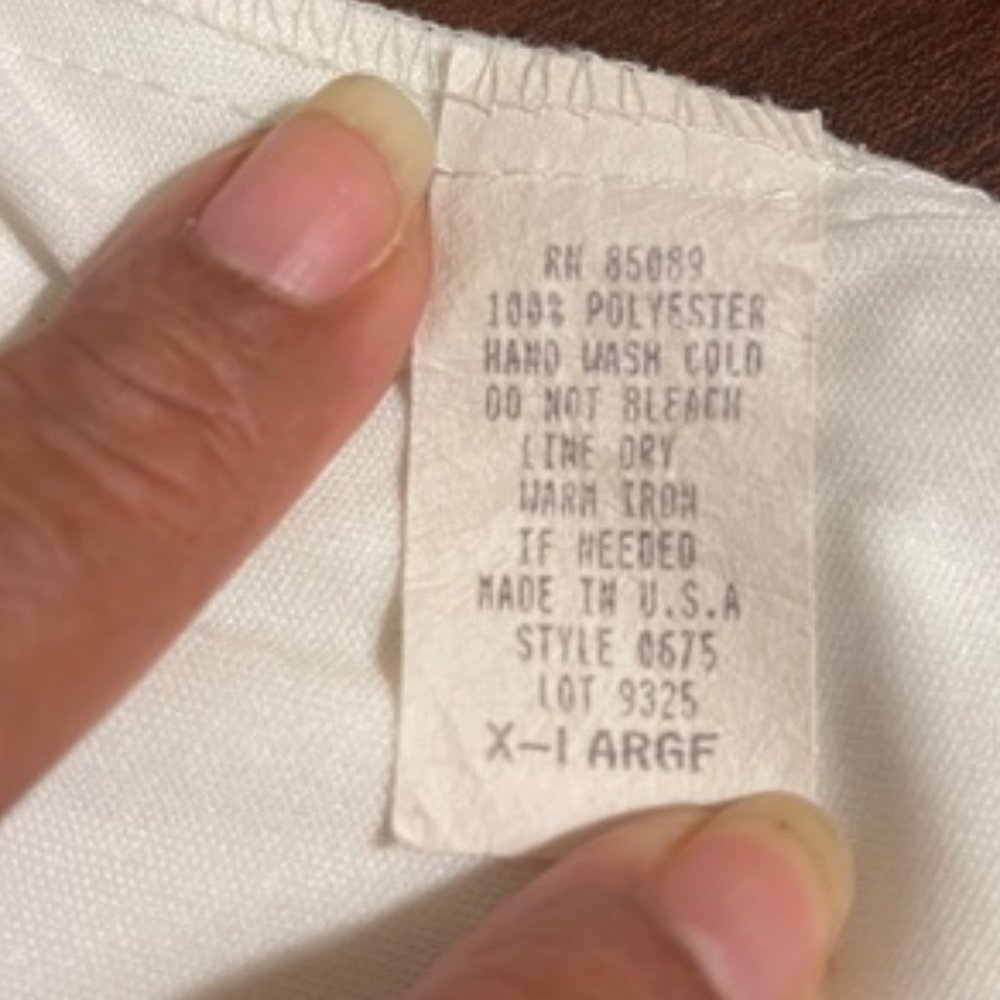 RN 85089
100% POLYESTER
HAND WASH COLD
DO NOT BLEACH
LINE DRY
WARM IRON
IF NEEDED
MADE IN U.S.A
STYLE 0675
LOT 9325
X-LARGE